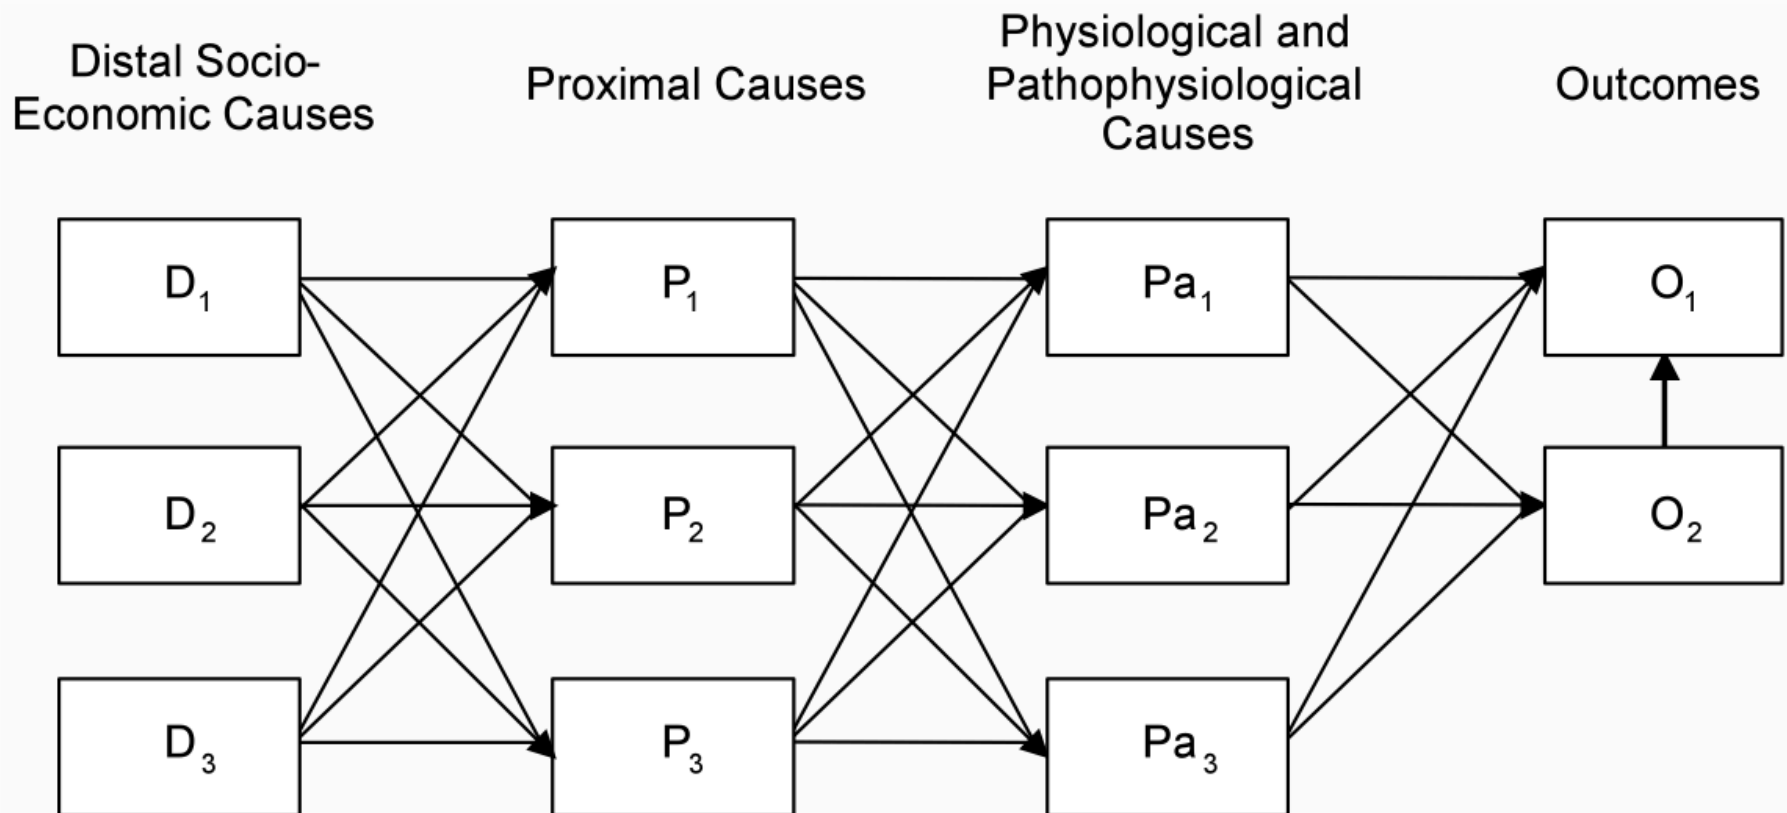 Distal Socio-
Economic Causes
Proximal Causes
Physiological and
Pathophysiological
Causes
Outcomes
D1
P1
Pa1
O1
D2
P2
Pa2
O2
D3
P3
Pa3